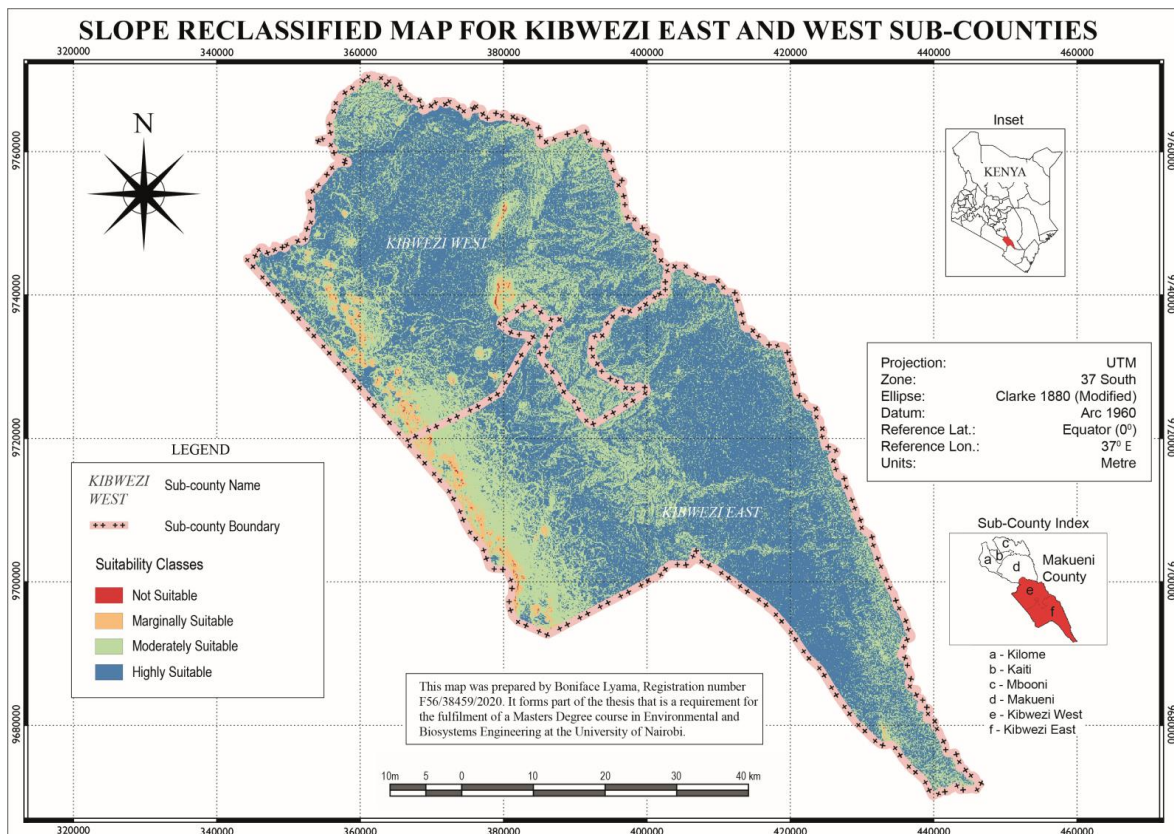 SLOPE RECLASSIFIED MAP FOR KIBWEZI EAST AND WEST SUB-COUNTIES
320000 340000 360000 380000 400000 420000 440000 460000
N
9760000
9740000
9720000
9700000
9680000
KIBWEZI WEST
KIBWEZI EAST
Inset
KENYA
9760000
9740000
9720000
9700000
9680000
Projection: UTM
Zone: 37 South
Ellipse: Clarke 1880 (Modified)
Datum: Arc 1960
Reference Lat.: Equator (0⁰)
Reference Lon.: 37⁰ E
Units: Metre
LEGEND
KIBWEZI
WEST
Sub-county Name
Sub-county Boundary
Suitability Classes
Not Suitable
Marginally Suitable
Moderately Suitable
Highly Suitable
Sub-County Index
Makueni
County
a
b
c
d
e
f
a - Kilome
b - Kaiti
c - Mbooni
d - Makueni
e - Kibwezi West
f - Kibwezi East
This map was prepared by Boniface Lyama, Registration number
F56/38459/2020. It forms part of the thesis that is a requirement for
the fulfilment of a Masters Degree course in Environmental and
Biosystems Engineering at the University of Nairobi.
10m 5 0 10 20 30 40 km
320000 340000 360000 380000 400000 420000 440000 460000